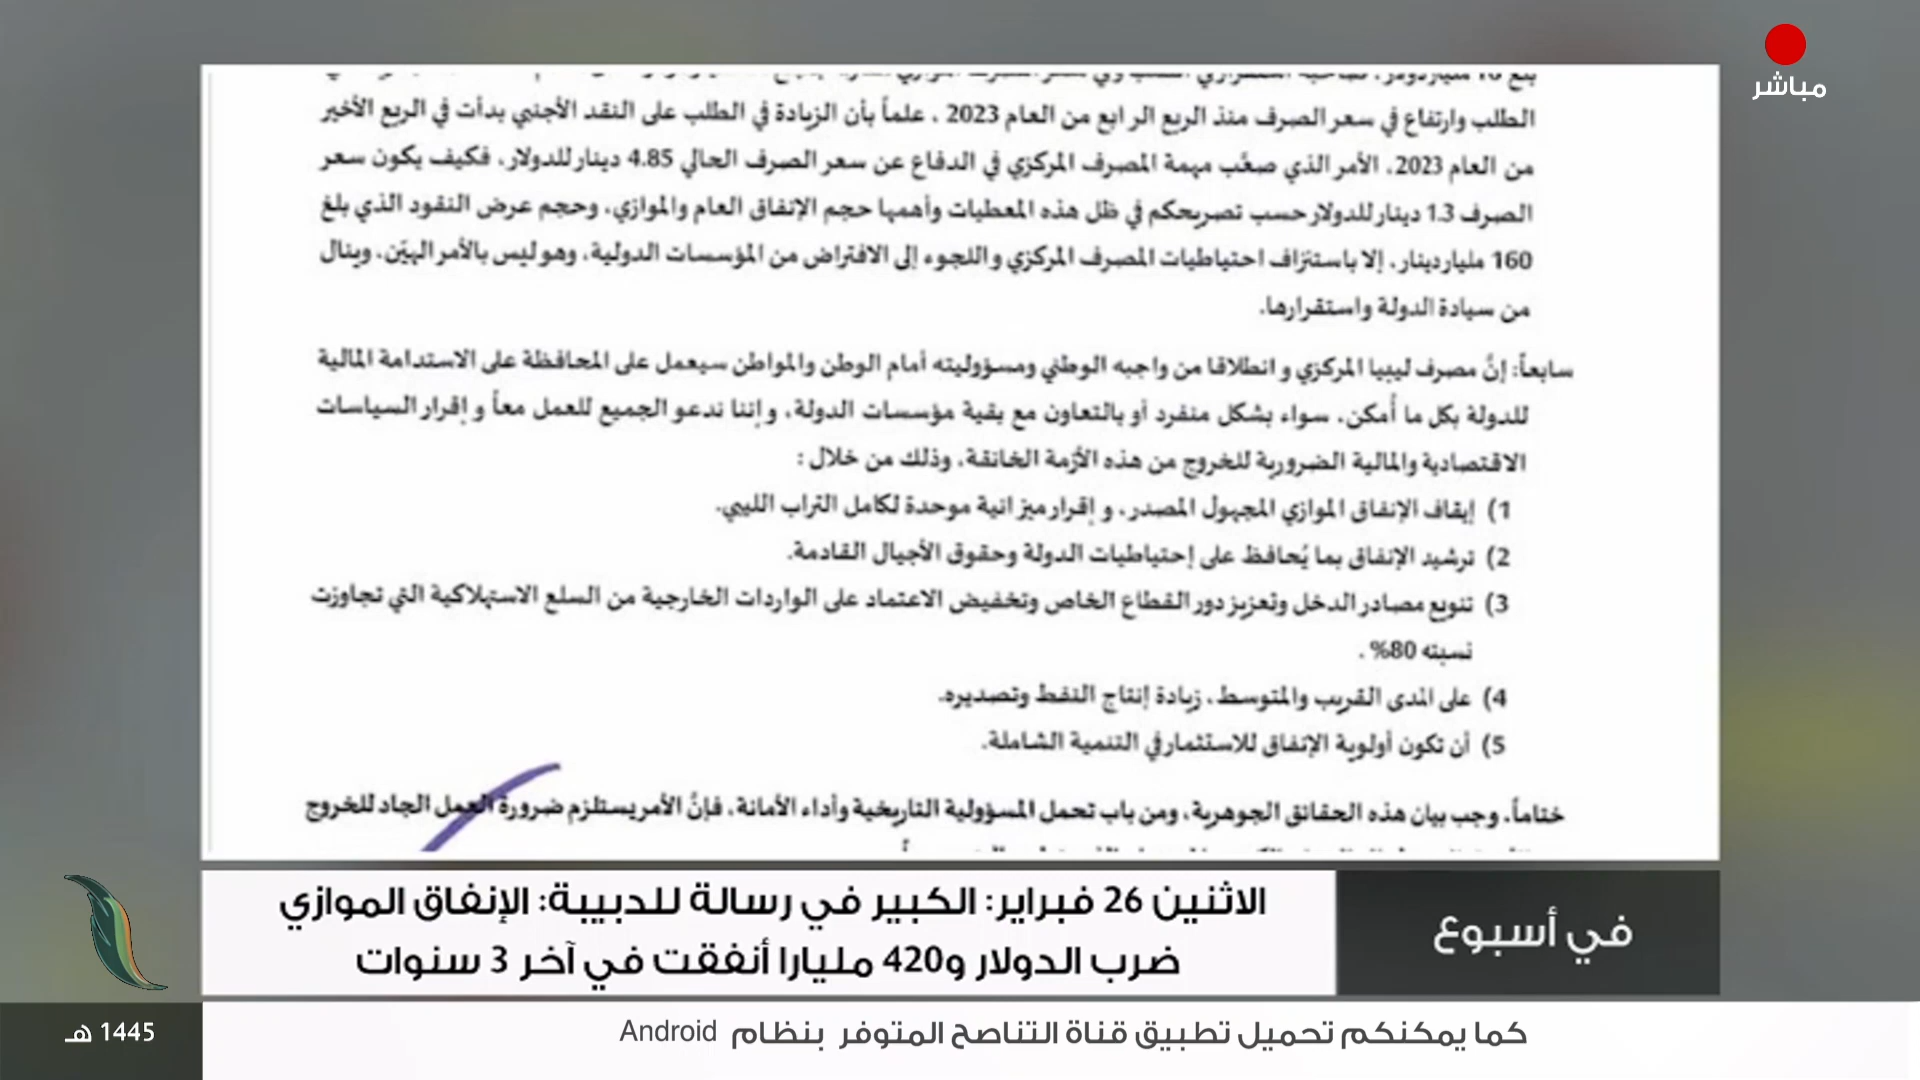 مباشر
بلغ
الطلب وارتفاع في سعر الصرف منذ الربع الرابع من العام 2023 ، علماً بأن الزيادة في الطلب على النقد الأجنبي بدأت في الربع الأخير
من العام 2023، الأمر الذي صعّب مهمة المصرف المركزي في الدفاع عن سعر الصرف الحالي 4.85 دينار للدولار، فكيف يكون سعر
الصرف 1.3 دينار للدولار حسب تصريحكم في ظل هذه المعطيات وأهمها حجم الإنفاق العام والموازي، وحجم عرض النقود الذي بلغ
160 مليار دينار، إلا باستنزاف احتياطيات المصرف المركزي واللجوء إلى الاقتراض من المؤسسات الدولية، وهو ليس بالأمر الهيّن، وينال
من سيادة الدولة واستقرارها.
سابعاً: إنَّ مصرف ليبيا المركزي و انطلاقا من واجبه الوطني ومسؤوليته أمام الوطن والمواطن سيعمل على المحافظة على الاستدامة المالية
للدولة بكل ما أُمكن، سواء بشكل منفرد أو بالتعاون مع بقية مؤسسات الدولة، و إننا ندعو الجميع للعمل معاً و إقرار السياسات
الاقتصادية والمالية الضرورية للخروج من هذه الأزمة الخانقة، وذلك من خلال :
1) إيقاف الإنفاق الموازي المجهول المصدر، و إقرار ميزانية موحدة لكامل التراب الليبي.
2) ترشيد الإنفاق بما يُحافظ على إحتياطيات الدولة وحقوق الأجيال القادمة.
3) تنويع مصادر الدخل وتعزيز دور القطاع الخاص وتخفيض الاعتماد على الواردات الخارجية من السلع الاستهلاكية التي تجاوزت
نسبته 80% .
4) على المدى القريب والمتوسط، زيادة إنتاج النفط وتصديره.
5) أن تكون أولوية الإنفاق للاستثمار في التنمية الشاملة.
ختاماً، وجب بيان هذه الحقائق الجوهرية، ومن باب تحمل المسؤولية التاريخية وأداء الأمانة، فإنَّ الأمر يستلزم ضرورة العمل الجاد للخروج
في أسبوع
الاثنين 26 فبراير: الكبير في رسالة للدبيبة: الإنفاق الموازي
ضرب الدولار و420 مليارا أنفقت في آخر 3 سنوات
كما يمكنكم تحميل تطبيق قناة التناصح المتوفر بنظام Android
1445 هـ